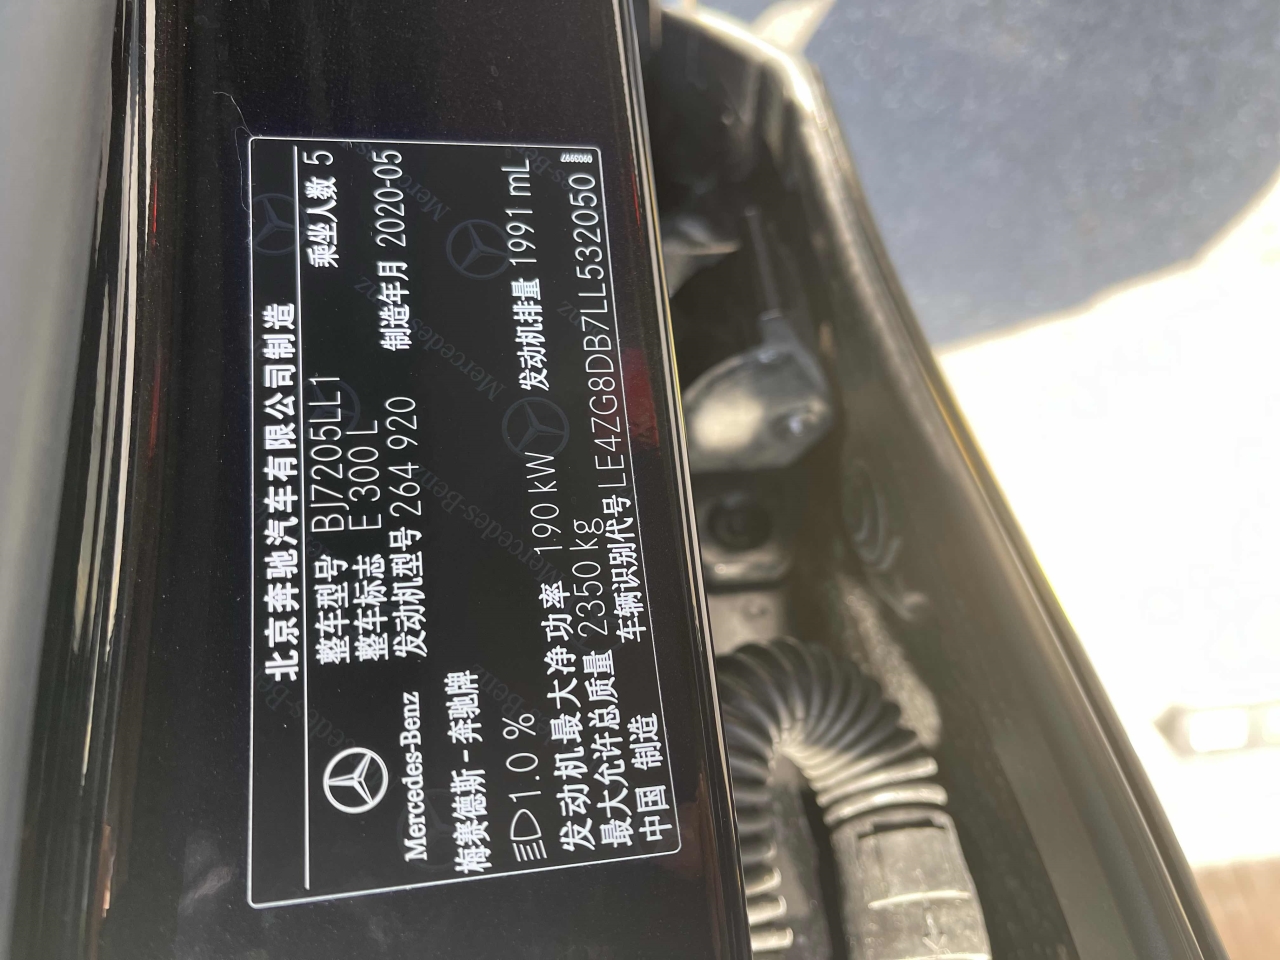 北京奔驰汽车有限公司制造
整车型号 BJ7205LL1 乘坐人数 5
整车标志 E 300 L
发动机型号 264 920 制造年月 2020-05
Mercedes-Benz
梅赛德斯-奔驰牌
1.0 %
发动机最大净功率 190 kW 发动机排量 1991 mL
最大允许总质量 2350 kg
中国 制造 车辆识别代号 LE4ZG8DB7LL532050